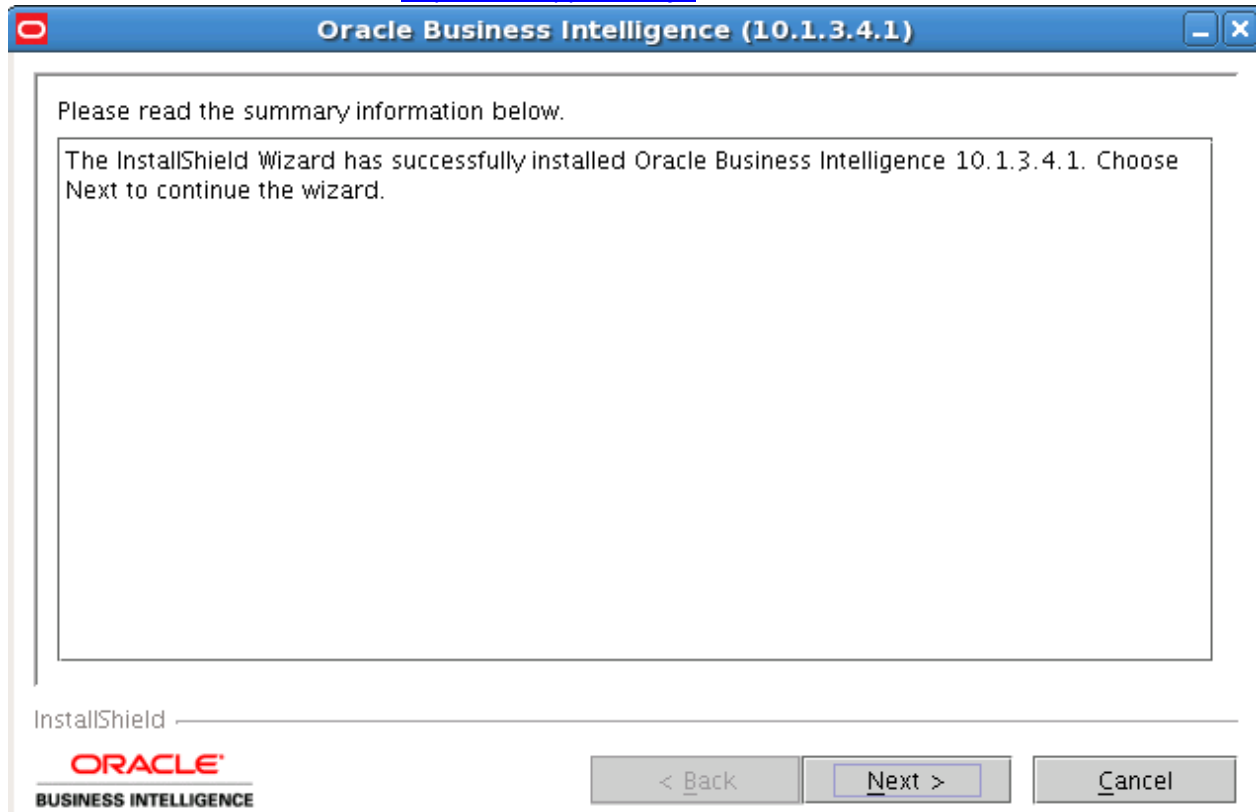 Oracle Business Intelligence (10.1.3.4.1)
Please read the summary information below.
The InstallShield Wizard has successfully installed Oracle Business Intelligence 10.1.3.4.1. Choose
Next to continue the wizard.
InstallShield
ORACLE
BUSINESS INTELLIGENCE
< Back
Next >
Cancel